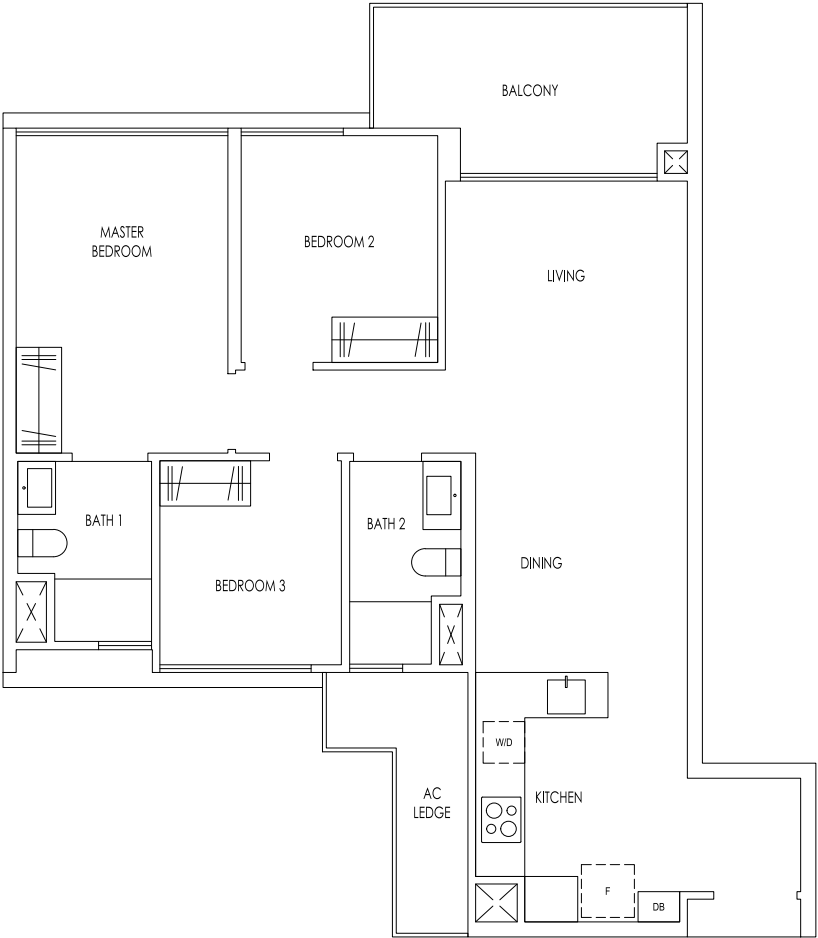 BALCONY
MASTER
BEDROOM
BEDROOM 2
LIVING
BATH 1
BATH 2
DINING
BEDROOM 3
W/D
AC
LEDGE
KITCHEN
F
DB